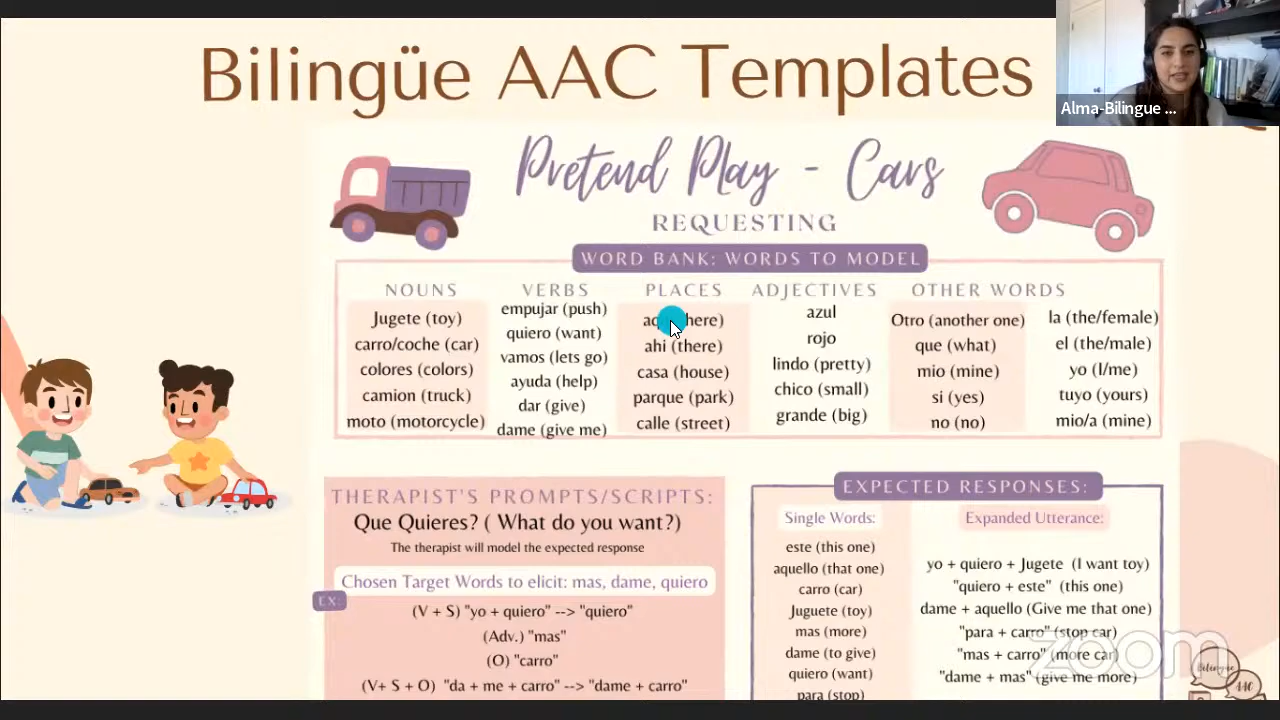 Bilingüe AAC Templates
Alma-Bilingue ...
Pretend Play - Cars
REQUESTING
WORD BANK: WORDS TO MODEL
NOUNS
Jugete (toy)
carro/coche (car)
colores (colors)
camion (truck)
moto (motorcycle)
VERBS
empujar (push)
quiero (want)
vamos (lets go)
ayuda (help)
dar (give)
dame (give me)
PLACES
here)
ahi (there)
casa (house)
parque (park)
calle (street)
ADJECTIVES
azul
rojo
lindo (pretty)
chico (small)
grande (big)
OTHER WORDS
Otro (another one)
que (what)
mio (mine)
si (yes)
no (no)
la (the/female)
el (the/male)
yo (I/me)
tuyo (yours)
mio/a (mine)
THERAPIST'S PROMPTS/SCRIPTS:
Que Quieres? ( What do you want?)
The therapist will model the expected response
Chosen Target Words to elicit: mas, dame, quiero
EX:
(V + S) "yo + quiero" --> "quiero"
(Adv.) "mas"
(O) "carro"
(V+ S + O) "da + me + carro" --> "dame + carro"
EXPECTED RESPONSES:
Single Words:
este (this one)
aquello (that one)
carro (car)
Juguete (toy)
mas (more)
dame (to give)
quiero (want)
para (stop)
Expanded Utterance:
yo + quiero + Jugete (I want toy)
"quiero + este" (this one)
dame + aquello (Give me that one)
"para + carro" (stop car)
"mas + carro" (more car)
"dame + mas" (give me more)
zoom
Bilingüe
AAC